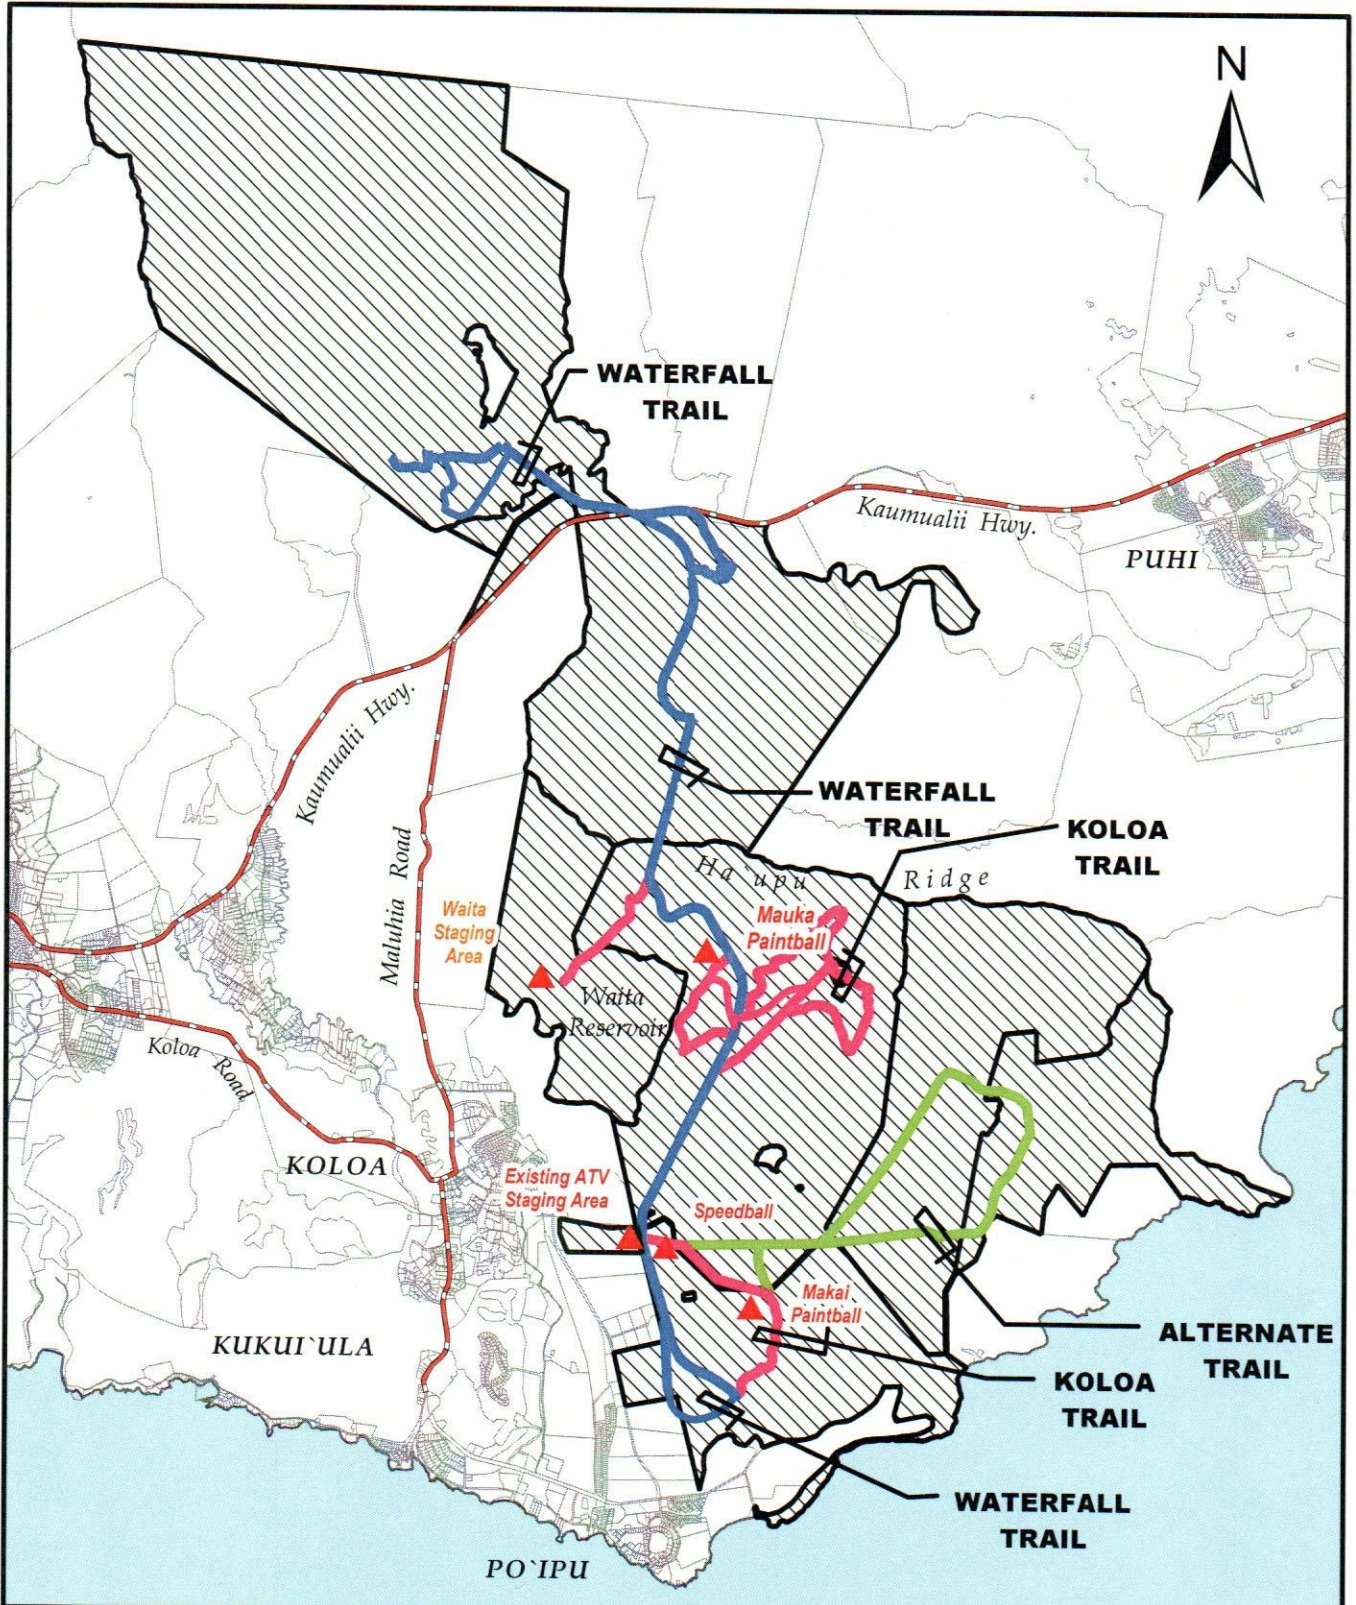 N
WATERFALL
TRAIL
Kaumualii Hwy.
PUHI
Kaumualii Hwy.
WATERFALL
TRAIL
KOLOA
TRAIL
Maluhia Road
Ha`upu Ridge
Waita
Staging
Area
Mauka
Paintball
Waita
Reservoir
Koloa Road
KOLOA
Existing ATV
Staging Area
Speedball
Makai
Paintball
KUKUI`ULA
ALTERNATE
TRAIL
KOLOA
TRAIL
WATERFALL
TRAIL
PO`IPU